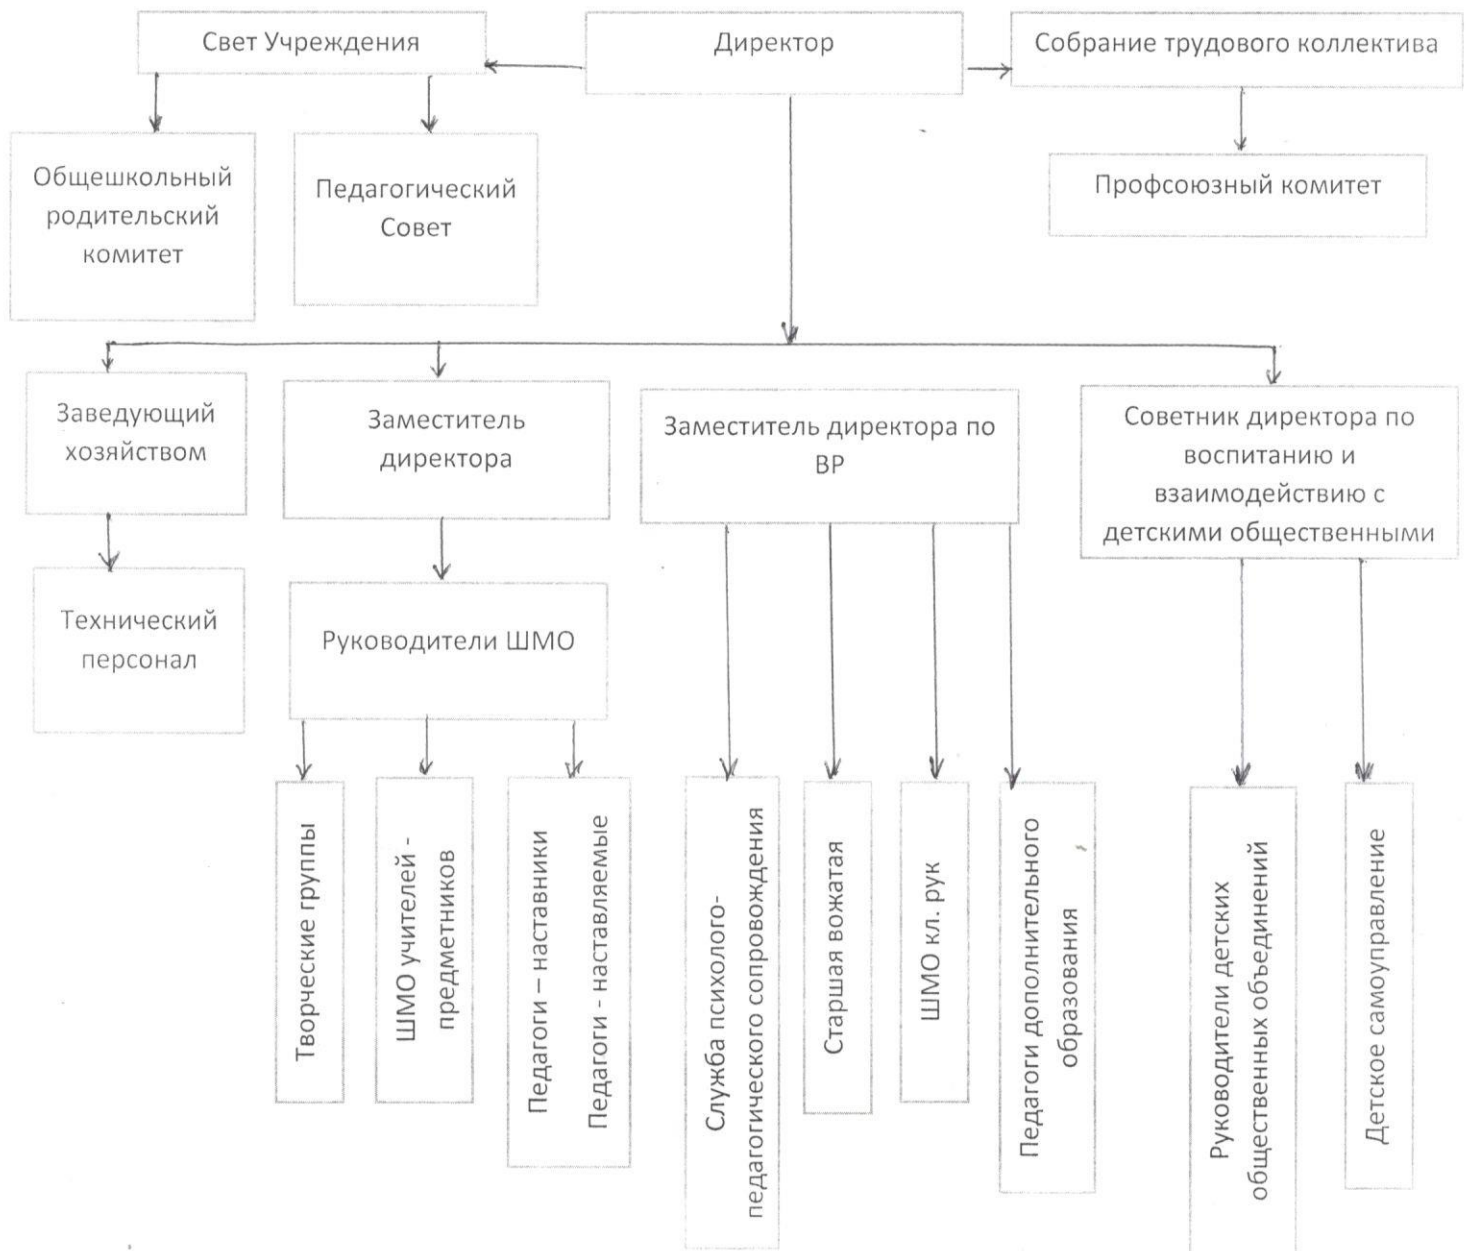 Свет Учреждения
Директор
Собрание трудового коллектива
Общешкольный
родительский
комитет
Педагогический
Совет
Профсоюзный комитет
Заведующий
хозяйством
Заместитель
директора
Заместитель директора по
ВР
Советник директора по
воспитанию и
взаимодействию с
детскими общественными
Технический
персонал
Руководители ШМО
Творческие группы
ШМО учителей -
предметников
Педагоги – наставники
Педагоги - наставляемые
Служба психолого-
педагогического сопровождения
Старшая вожатая
ШМО кл. рук
Педагоги дополнительного
образования
Руководители детских
общественных объединений
Детское самоуправление